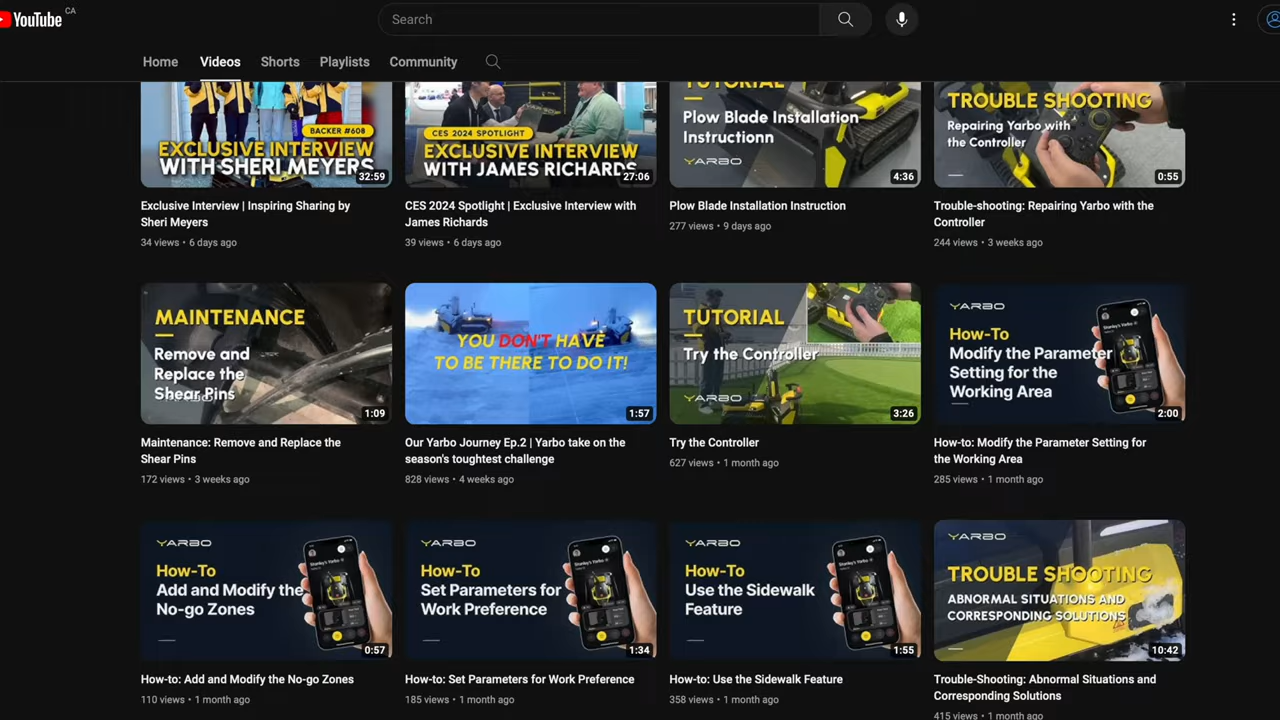 YouTube CA
Search
Home Videos Shorts Playlists Community
BACKER #608
EXCLUSIVE INTERVIEW
WITH SHERI MEYERS
32:59
Exclusive Interview | Inspiring Sharing by
Sheri Meyers
34 views • 6 days ago
CES 2024 SPOTLIGHT
EXCLUSIVE INTERVIEW
WITH JAMES RICHARDS
27:06
CES 2024 Spotlight | Exclusive Interview with
James Richards
39 views • 6 days ago
TUTORIAL
Plow Blade Installation
Instructionn
YARBO
4:36
Plow Blade Installation Instruction
277 views • 9 days ago
TROUBLE SHOOTING
Repairing Yarbo with
the Controller
0:55
Trouble-shooting: Repairing Yarbo with the
Controller
244 views • 3 weeks ago
MAINTENANCE
Remove and
Replace the
Shear Pins
1:09
Maintenance: Remove and Replace the
Shear Pins
172 views • 3 weeks ago
YOU DON'T HAVE
TO BE THERE TO DO IT!
1:57
Our Yarbo Journey Ep.2 | Yarbo take on the
season's toughest challenge
828 views • 4 weeks ago
TUTORIAL
Try the Controller
YARBO
3:26
Try the Controller
627 views • 1 month ago
YARBO
How-To
Modify the Parameter
Setting for the
Working Area
2:00
How-to: Modify the Parameter Setting for
the Working Area
285 views • 1 month ago
YARBO
How-To
Add and Modify the
No-go Zones
0:57
How-to: Add and Modify the No-go Zones
110 views • 1 month ago
YARBO
How-To
Set Parameters for
Work Preference
1:34
How-to: Set Parameters for Work Preference
185 views • 1 month ago
YARBO
How-To
Use the Sidewalk
Feature
1:55
How-to: Use the Sidewalk Feature
358 views • 1 month ago
YARBO
TROUBLE SHOOTING
ABNORMAL SITUATIONS AND
CORRESPONDING SOLUTIONS
10:42
Trouble-Shooting: Abnormal Situations and
Corresponding Solutions
415 views • 1 month ago